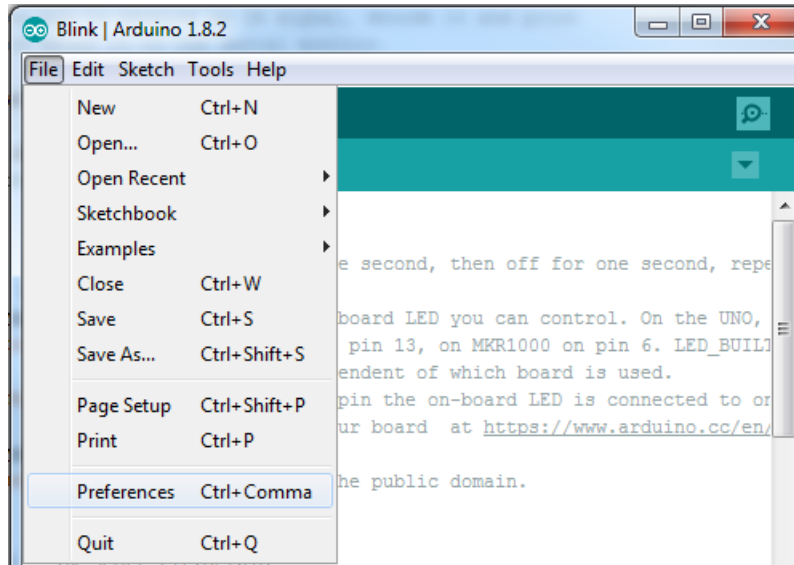 Blink | Arduino 1.8.2
File Edit Sketch Tools Help
New Ctrl+N
Open... Ctrl+O
Open Recent
Sketchbook
Examples
Close Ctrl+W
Save Ctrl+S
Save As... Ctrl+Shift+S
Page Setup Ctrl+Shift+P
Print Ctrl+P
Preferences Ctrl+Comma
Quit Ctrl+Q
e second, then off for one second, repe
board LED you can control. On the UNO,
pin 13, on MKR1000 on pin 6. LED_BUIL
endent of which board is used.
pin the on-board LED is connected to on
ur board at https://www.arduino.cc/en/
he public domain.